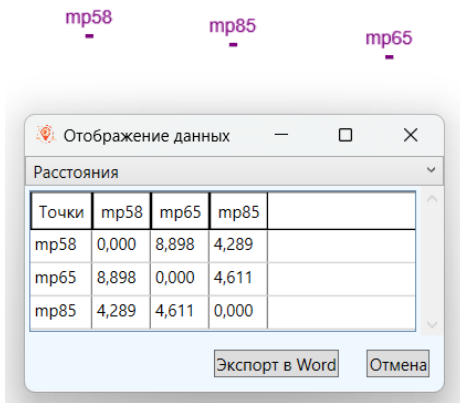 mp58 mp85 mp65
Отображение данных
Расстояния
Точки mp58 mp65 mp85
mp58 0,000 8,898 4,289
mp65 8,898 0,000 4,611
mp85 4,289 4,611 0,000
Экспорт в Word Отмена